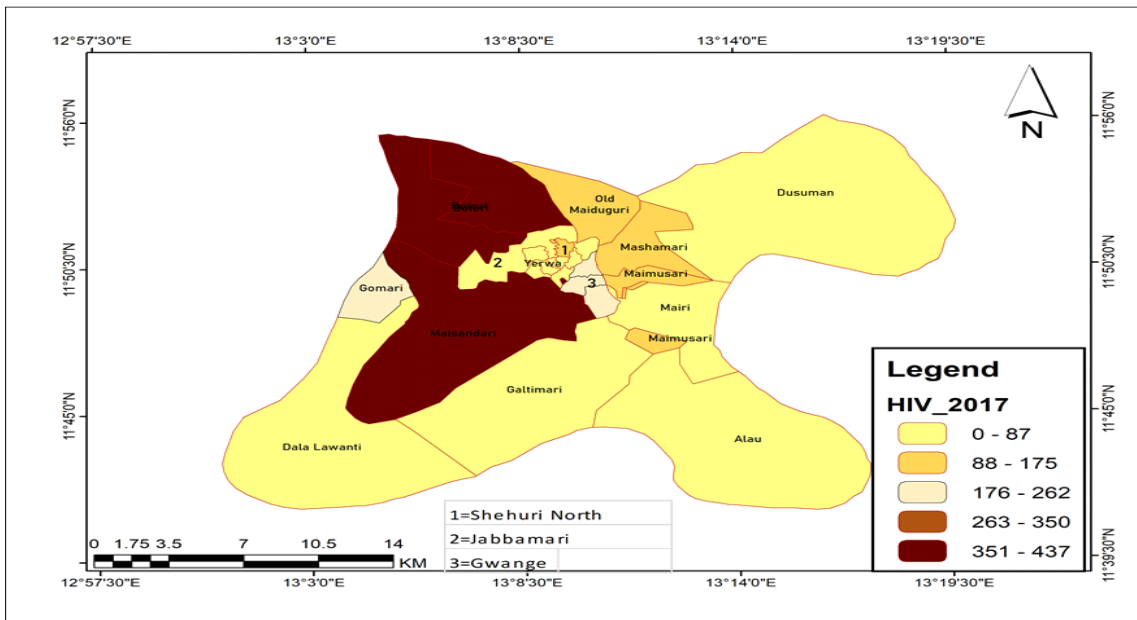 12°57'30"E 13°3'0"E 13°8'30"E 13°14'0"E 13°19'30"E
11°56'0"N 11°56'0"N
N
Dusuman
Old
Maiduguri
Bolori
1
Mashamari
11°50'30"N 11°50'30"N
2 Yerwa
Maimusari
3
Gomari
Mairi
Maisandari
Maimusari
Legend
HIV_2017
Galtimari
11°45'0"N 11°45'0"N
0 - 87
Alau
Dala Lawanti
88 - 175
176 - 262
263 - 350
351 - 437
1=Shehuri North
2=Jabbamari
3=Gwange
0 1.75 3.5 7 10.5 14
KM
11°39'30"N
12°57'30"E 13°3'0"E 13°8'30"E 13°14'0"E 13°19'30"E